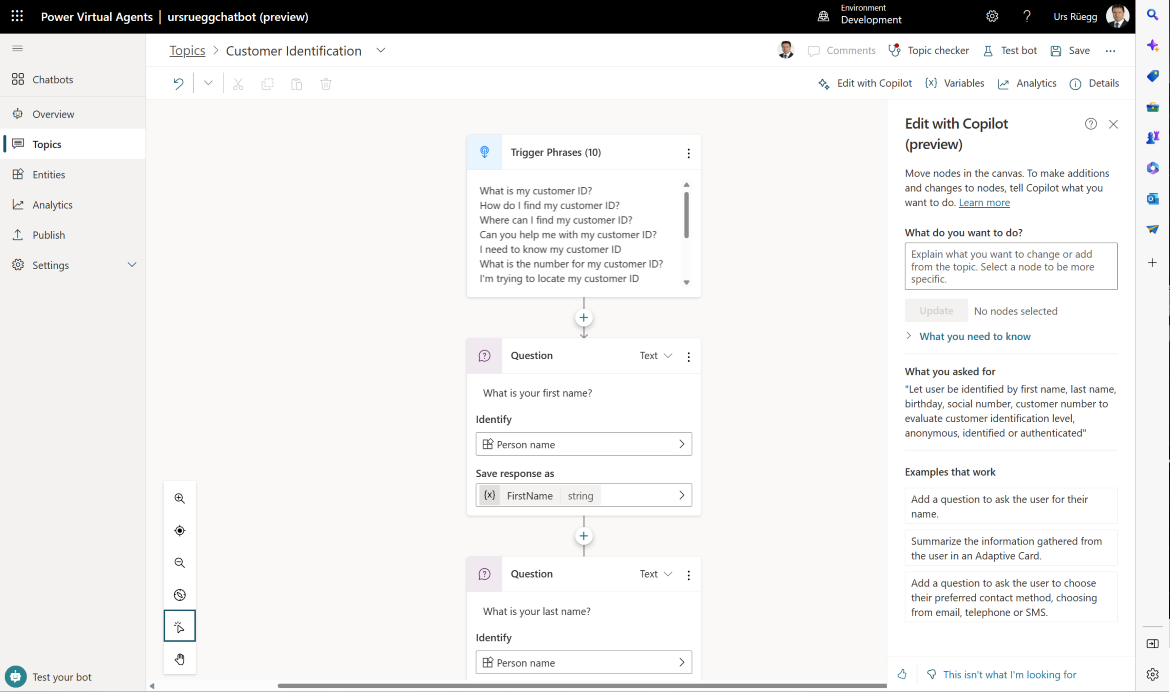 Power Virtual Agents | ursrueggchatbot (preview)
Environment
Development
?
Urs Rüegg
Chatbots
Overview
Topics
Entities
Analytics
Publish
Settings
Test your bot
Topics > Customer Identification
Comments
Topic checker
Test bot
Save
...
Edit with Copilot
{x} Variables
Analytics
Details
Trigger Phrases (10)
What is my customer ID?
How do I find my customer ID?
Where can I find my customer ID?
Can you help me with my customer ID?
I need to know my customer ID
What is the number for my customer ID?
I'm trying to locate my customer ID
Question
Text
What is your first name?
Identify
Person name
Save response as
{x} FirstName string
Question
Text
What is your last name?
Identify
Person name
Edit with Copilot
(preview)
Move nodes in the canvas. To make additions
and changes to nodes, tell Copilot what you
want to do. Learn more
What do you want to do?
Explain what you want to change or add
from the topic. Select a node to be more
specific.
Update
No nodes selected
What you need to know
What you asked for
"Let user be identified by first name, last name,
birthday, social number, customer number to
evaluate customer identification level,
anonymous, identified or authenticated"
Examples that work
Add a question to ask the user for their
name.
Summarize the information gathered from
the user in an Adaptive Card.
Add a question to ask the user to choose
their preferred contact method, choosing
from email, telephone or SMS.
This isn't what I'm looking for